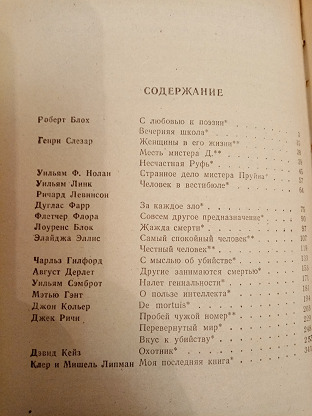 СОДЕРЖАНИЕ
Роберт Блох С любовью к поэзии*
Вечерняя школа*
Генри Слезар Женщины в его жизни**
Месть мистера Д.**
Несчастная Руфь*
Уильям Ф. Нолан Странное дело мистера Пруйна*
Уильям Линк Человек в вестибюле*
Ричард Левинсон
Дуглас Фарр За каждое зло*
Флетчер Флора Совсем другое предназначение*
Лоуренс Блок Жажда смерти*
Элайджа Эллис Самый спокойный человек** 107
Честный человек**
Чарльз Гилфорд С мыслью об убийстве*
Август Дерлет Другие занимаются смертью*
Уильям Сэмброт Налет гениальности*
Мэтью Гэнт О пользе интеллекта*
Джон Кольер De mortuis*
Джек Ричи Пробей чужой номер**
Перевернутый мир*
Вкус к убийству*
Дэвид Кейз Охотник*
Клер и Мишель Липман Моя последняя книга*